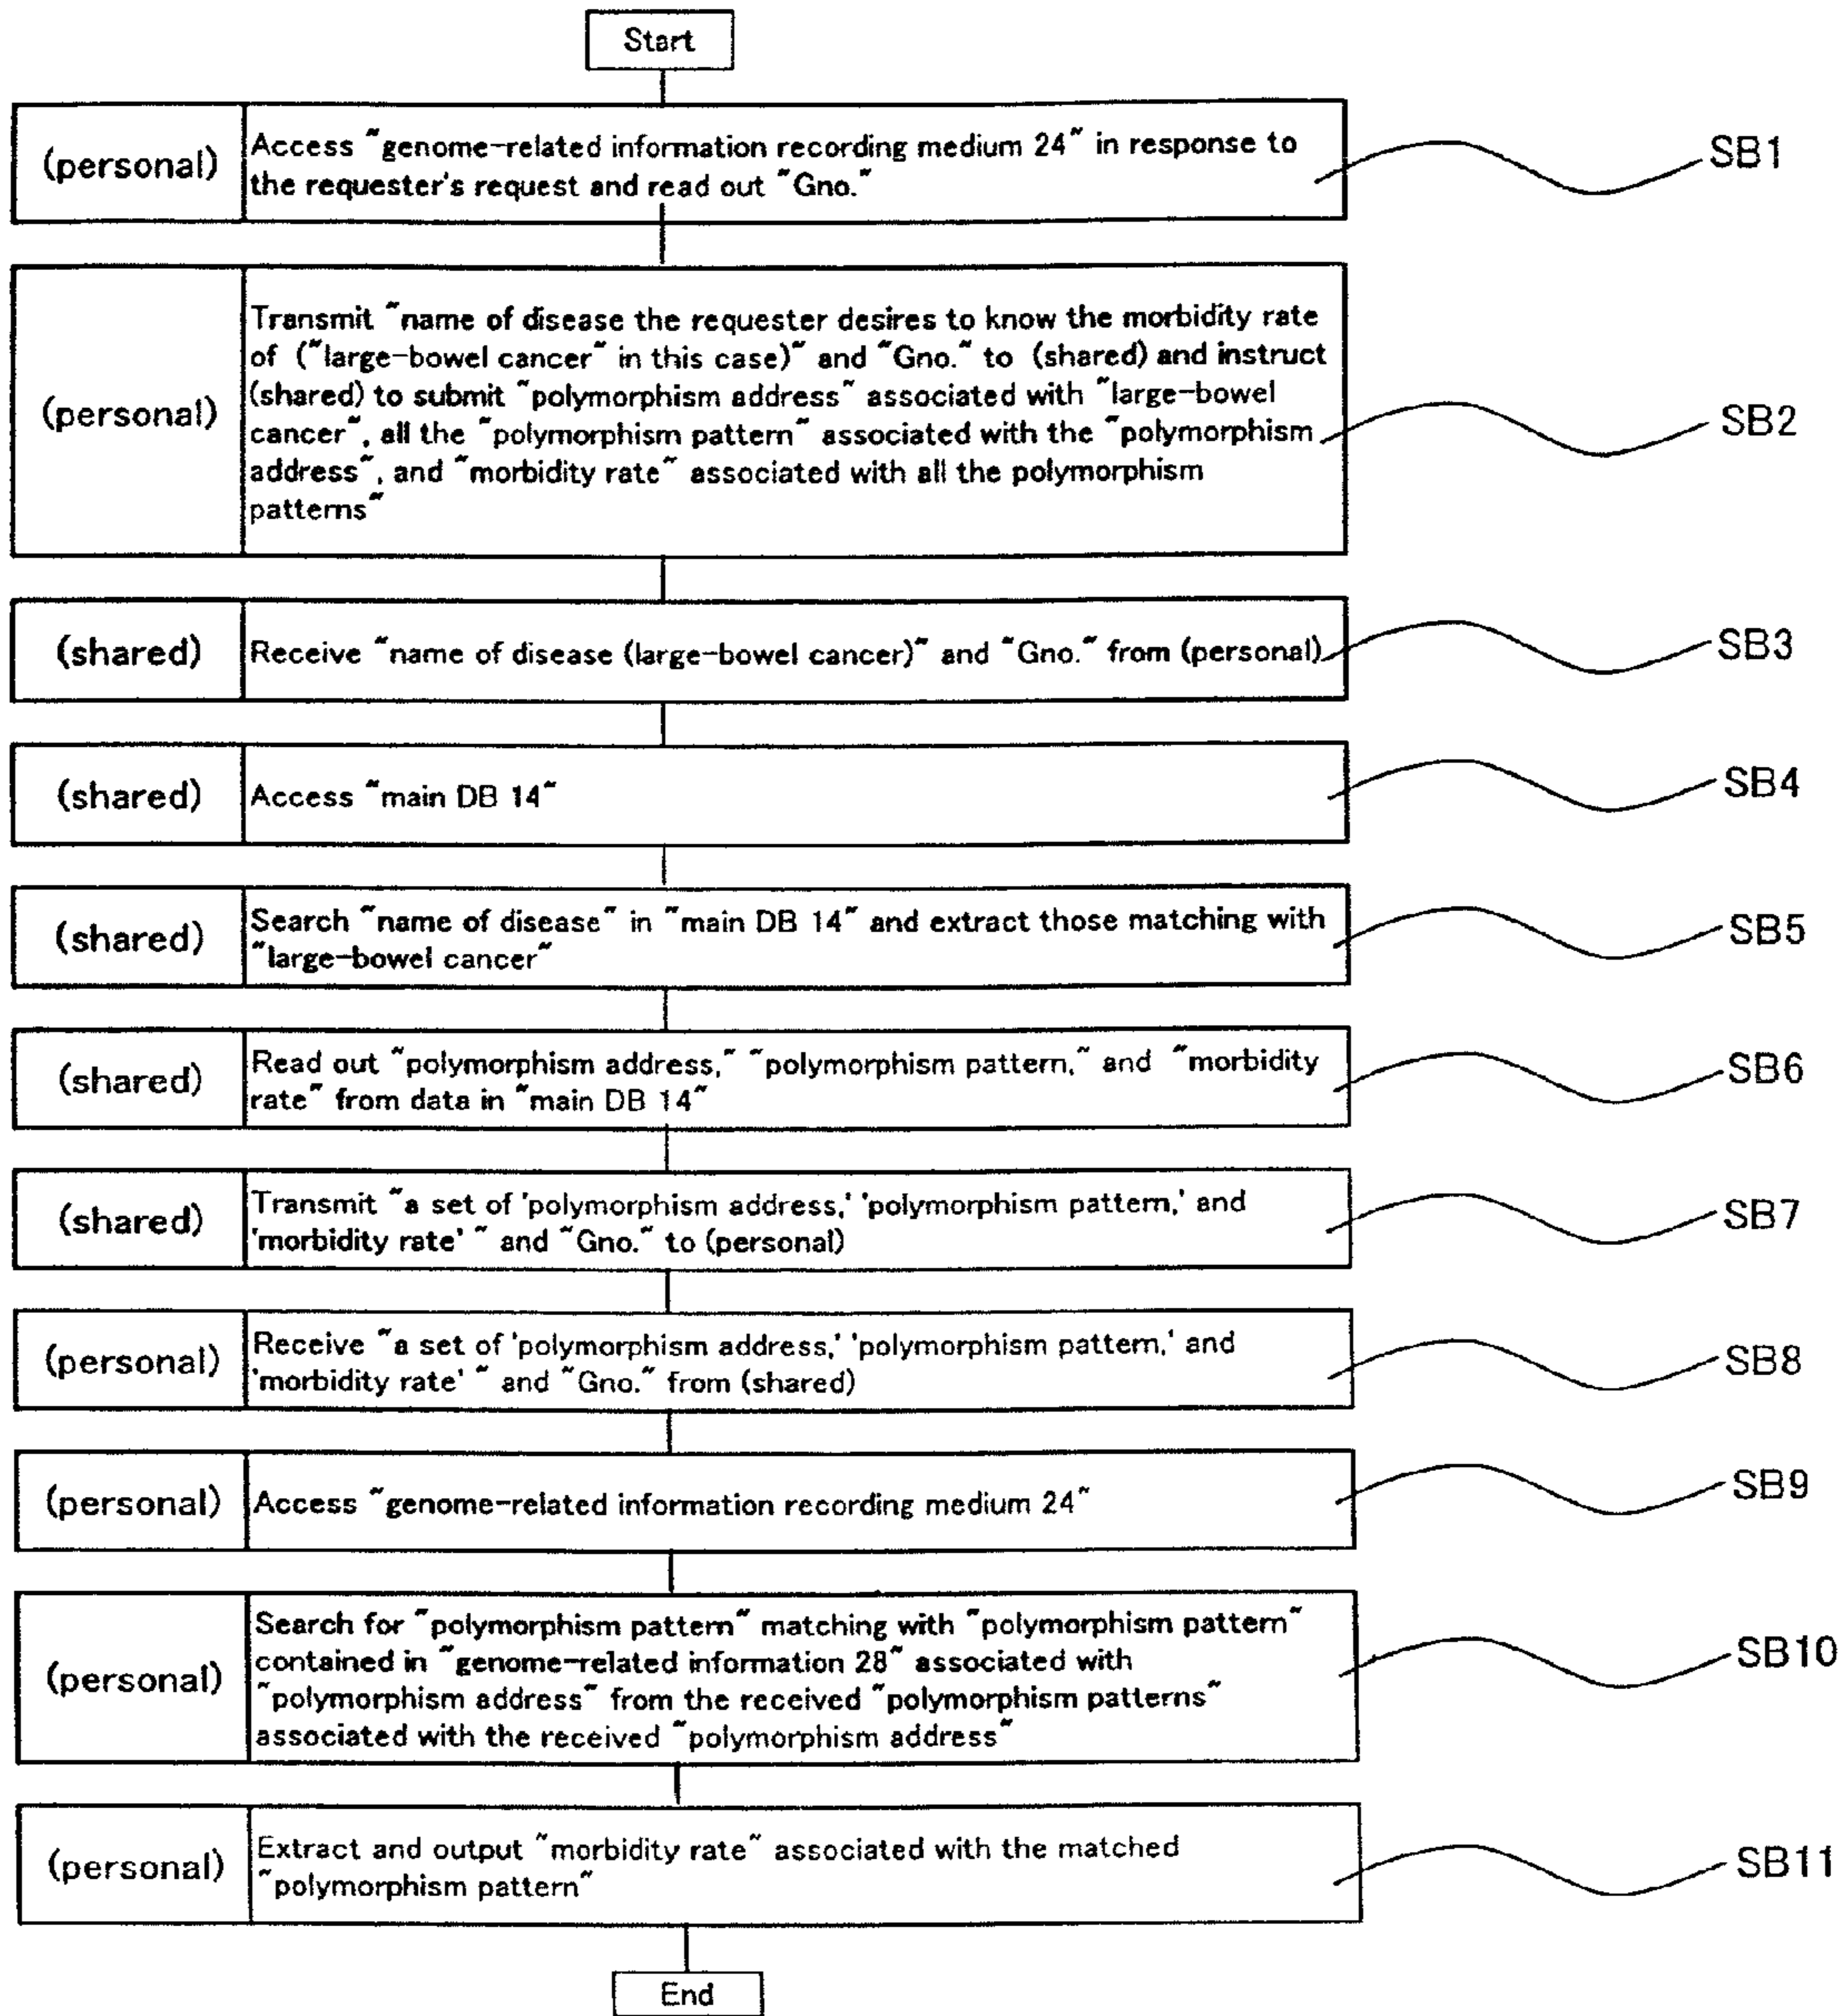 Start
(personal)
Access "genome-related information recording medium 24" in response to
the requester's request and read out "Gno."
SB1
(personal)
Transmit "name of disease the requester desires to know the morbidity rate
of ("large-bowel cancer" in this case)" and "Gno." to (shared) and instruct
(shared) to submit "polymorphism address" associated with "large-bowel
cancer", all the "polymorphism pattern" associated with the "polymorphism
address", and "morbidity rate" associated with all the polymorphism
patterns"
SB2
(shared)
Receive "name of disease (large-bowel cancer)" and "Gno." from (personal)
SB3
(shared)
Access "main DB 14"
SB4
(shared)
Search "name of disease" in "main DB 14" and extract those matching with
"large-bowel cancer"
SB5
(shared)
Read out "polymorphism address," "polymorphism pattern," and "morbidity
rate" from data in "main DB 14"
SB6
(shared)
Transmit "a set of 'polymorphism address,' 'polymorphism pattern,' and
'morbidity rate' " and "Gno." to (personal)
SB7
(personal)
Receive "a set of 'polymorphism address,' 'polymorphism pattern,' and
'morbidity rate' " and "Gno." from (shared)
SB8
(personal)
Access "genome-related information recording medium 24"
SB9
(personal)
Search for "polymorphism pattern" matching with "polymorphism pattern"
contained in "genome-related information 28" associated with
"polymorphism address" from the received "polymorphism patterns"
associated with the received "polymorphism address"
SB10
(personal)
Extract and output "morbidity rate" associated with the matched
"polymorphism pattern"
SB11
End